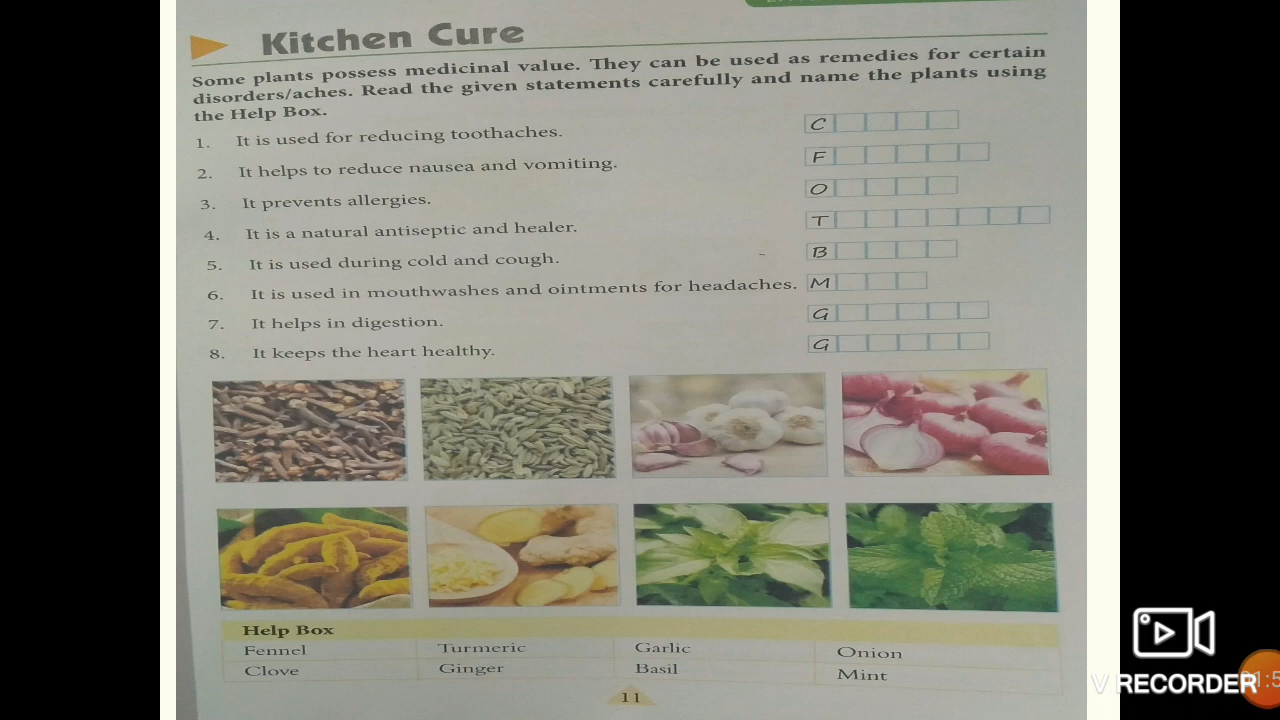 Kitchen Cure
Some plants possess medicinal value. They can be used as remedies for certain
disorders/aches. Read the given statements carefully and name the plants using
the Help Box.
1. It is used for reducing toothaches. C
2. It helps to reduce nausea and vomiting. F
3. It prevents allergies. O
4. It is a natural antiseptic and healer. T
5. It is used during cold and cough. B
6. It is used in mouthwashes and ointments for headaches. M
7. It helps in digestion. G
8. It keeps the heart healthy. G
Help Box
Fennel Turmeric Garlic Onion
Clove Ginger Basil Mint
11
V RECORDER